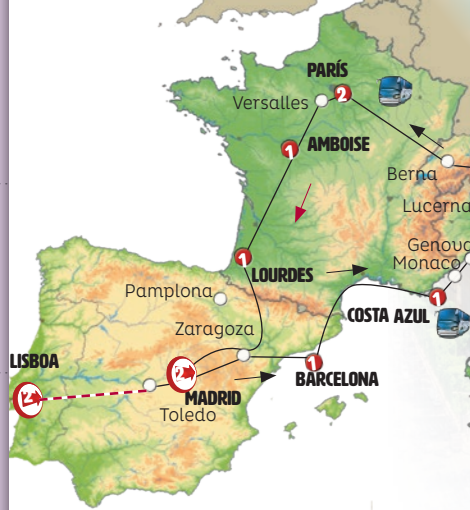 PARÍS
2
Versalles
1
AMBOISE
Berna
Lucerna
Genova
Monaco
1
LOURDES
Pamplona
1
COSTA AZUL
Zaragoza
LISBOA
2
2
MADRID
1
BARCELONA
Toledo